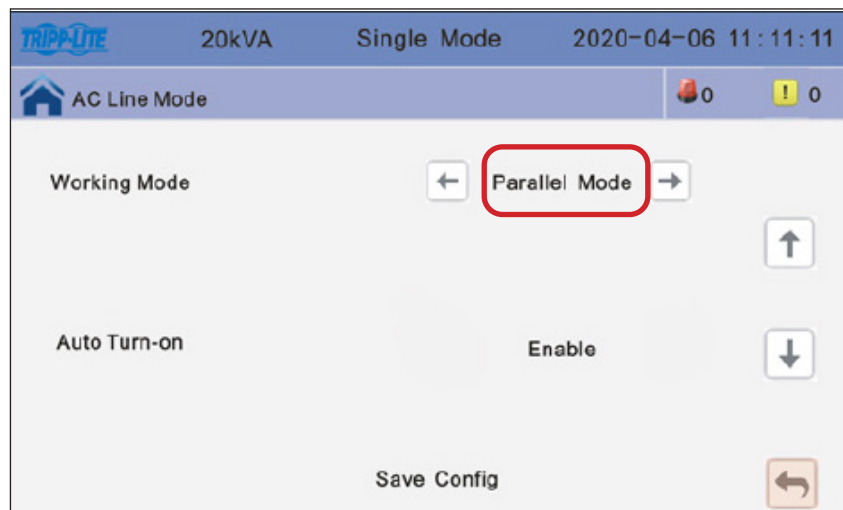 TRIPP-LITE 20kVA Single Mode 2020-04-06 11:11:11
AC Line Mode 0 ! 0
Working Mode ← Parallel Mode →
↑
Auto Turn-on Enable ↓
Save Config